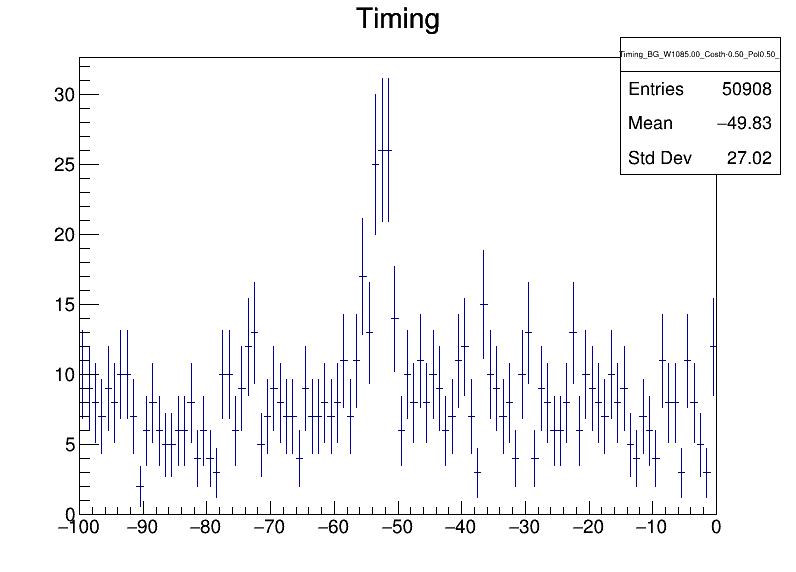 Timing
Timing_BG_W1085.00_Costh-0.50_Pol0.50_
Entries 50908
Mean −49.83
Std Dev 27.02
30
25
20
15
10
5
0
−100 −90 −80 −70 −60 −50 −40 −30 −20 −10 0